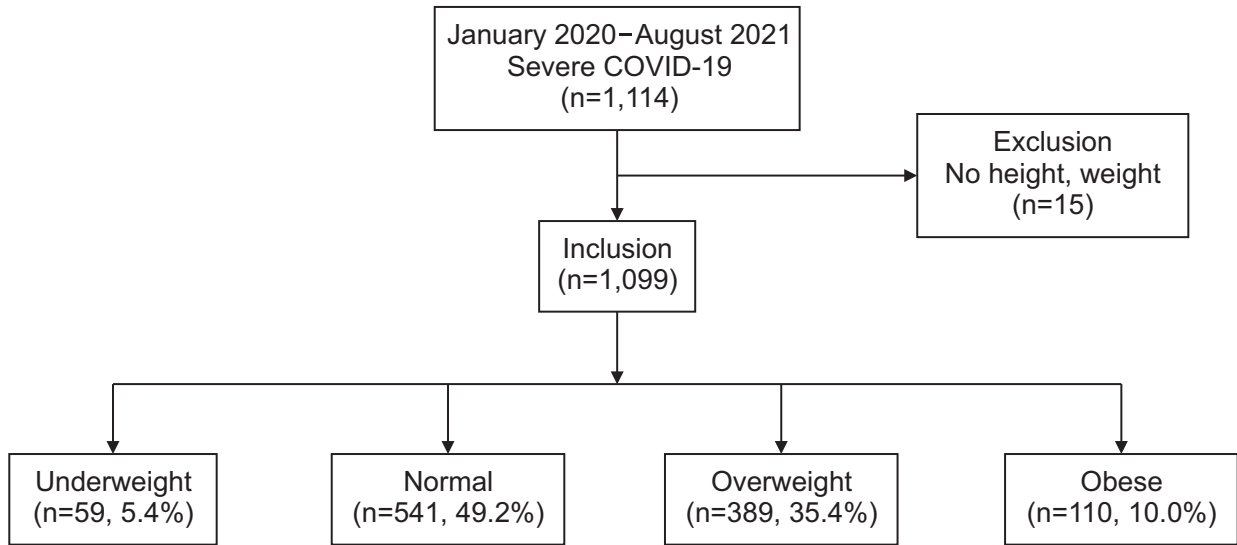 January 2020–August 2021
Severe COVID-19
(n=1,114)
Exclusion
No height, weight
(n=15)
Inclusion
(n=1,099)
Underweight
(n=59, 5.4%)
Normal
(n=541, 49.2%)
Overweight
(n=389, 35.4%)
Obese
(n=110, 10.0%)